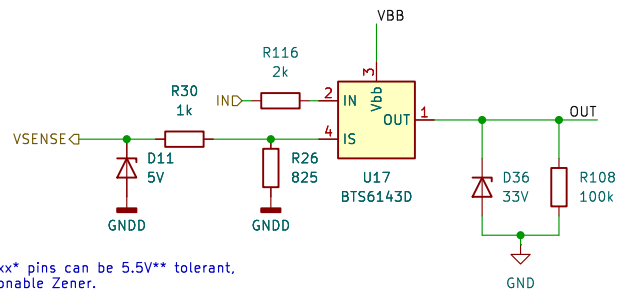 VBB
R116
2k
3
R30
1k
IN
2
IN
Vbb
OUT
1
OUT
VSENSE
4
IS
D11
5V
R26
825
U17
BTS6143D
D36
33V
R108
100k
GNDD
GNDD
xx* pins can be 5.5V** tolerant,
onable Zener.
GND